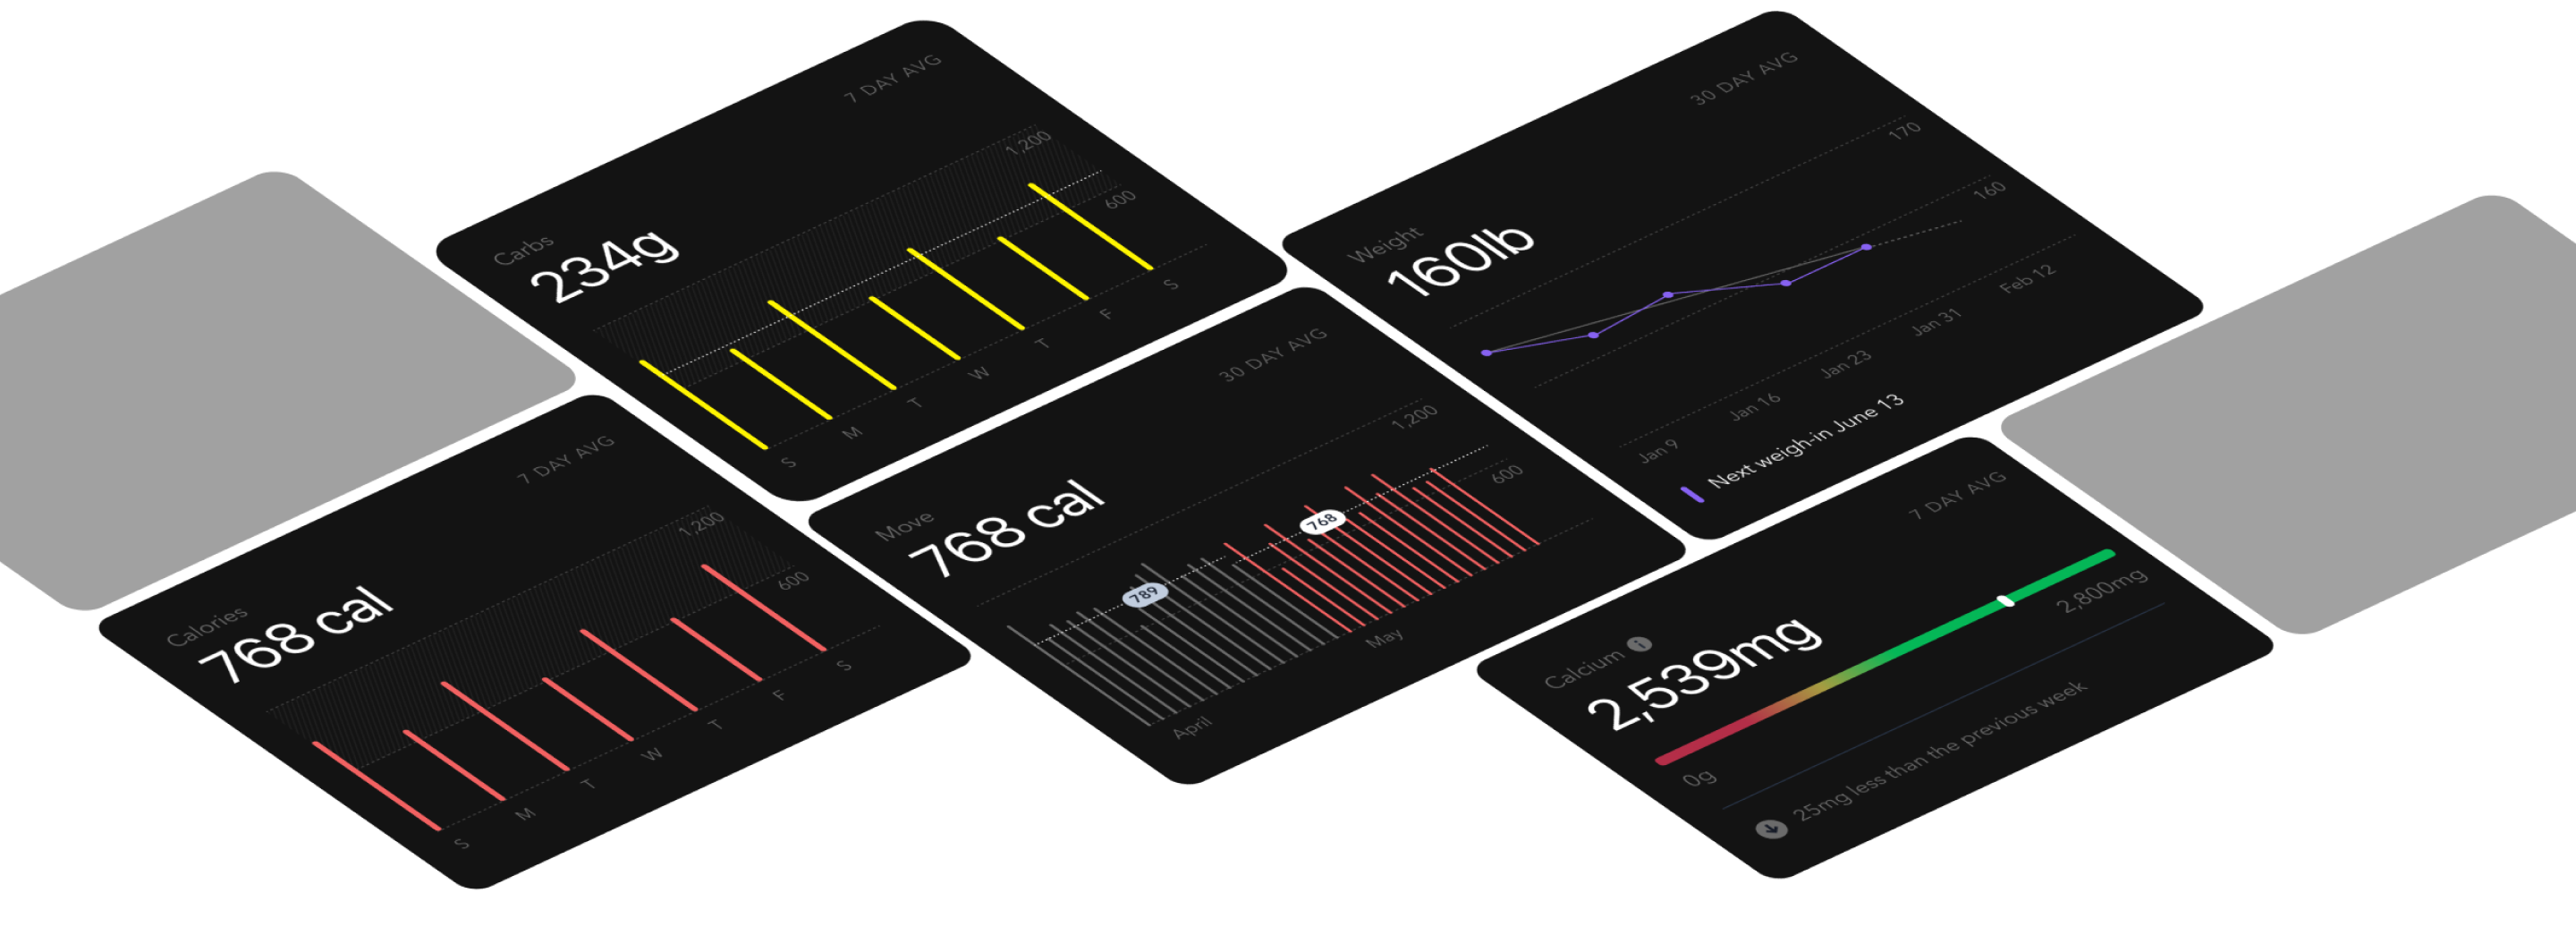 7 DAY AVG
Carbs
234g
1,200
600
S
M
T
W
T
F
S
30 DAY AVG
Weight
160lb
170
160
Jan 9
Jan 16
Jan 23
Jan 31
Feb 12
Next weigh-in June 13
7 DAY AVG
Calories
768 cal
1,200
600
S
M
T
W
T
F
S
30 DAY AVG
Move
768 cal
1,200
600
789
768
April
May
7 DAY AVG
Calcium i
2,539mg
0g
2,800mg
25mg less than the previous week